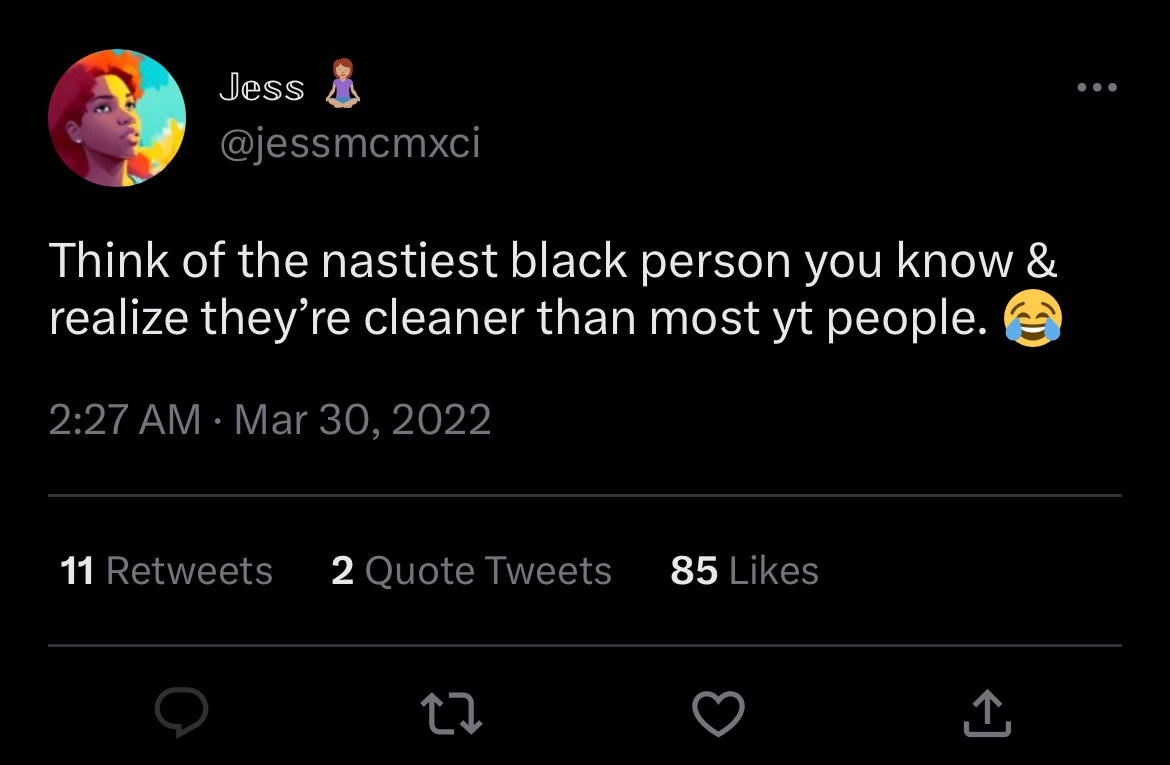 𝕁𝕖𝕤𝕤 🧘🏽‍♀️
@jessmcmxci
Think of the nastiest black person you know &
realize they’re cleaner than most yt people. 😂
2:27 AM · Mar 30, 2022
11 Retweets 2 Quote Tweets 85 Likes